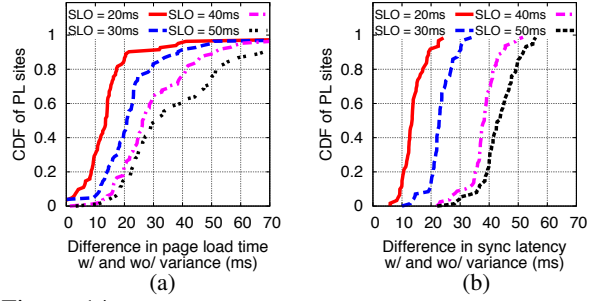 SLO = 20ms SLO = 40ms
SLO = 30ms SLO = 50ms
CDF of PL sites
1
0.8
0.6
0.4
0.2
0
0 10 20 30 40 50 60 70
Difference in page load time
w/ and wo/ variance (ms)
(a)
SLO = 20ms SLO = 40ms
SLO = 30ms SLO = 50ms
CDF of PL sites
1
0.8
0.6
0.4
0.2
0
0 10 20 30 40 50 60 70
Difference in sync latency
w/ and wo/ variance (ms)
(b)